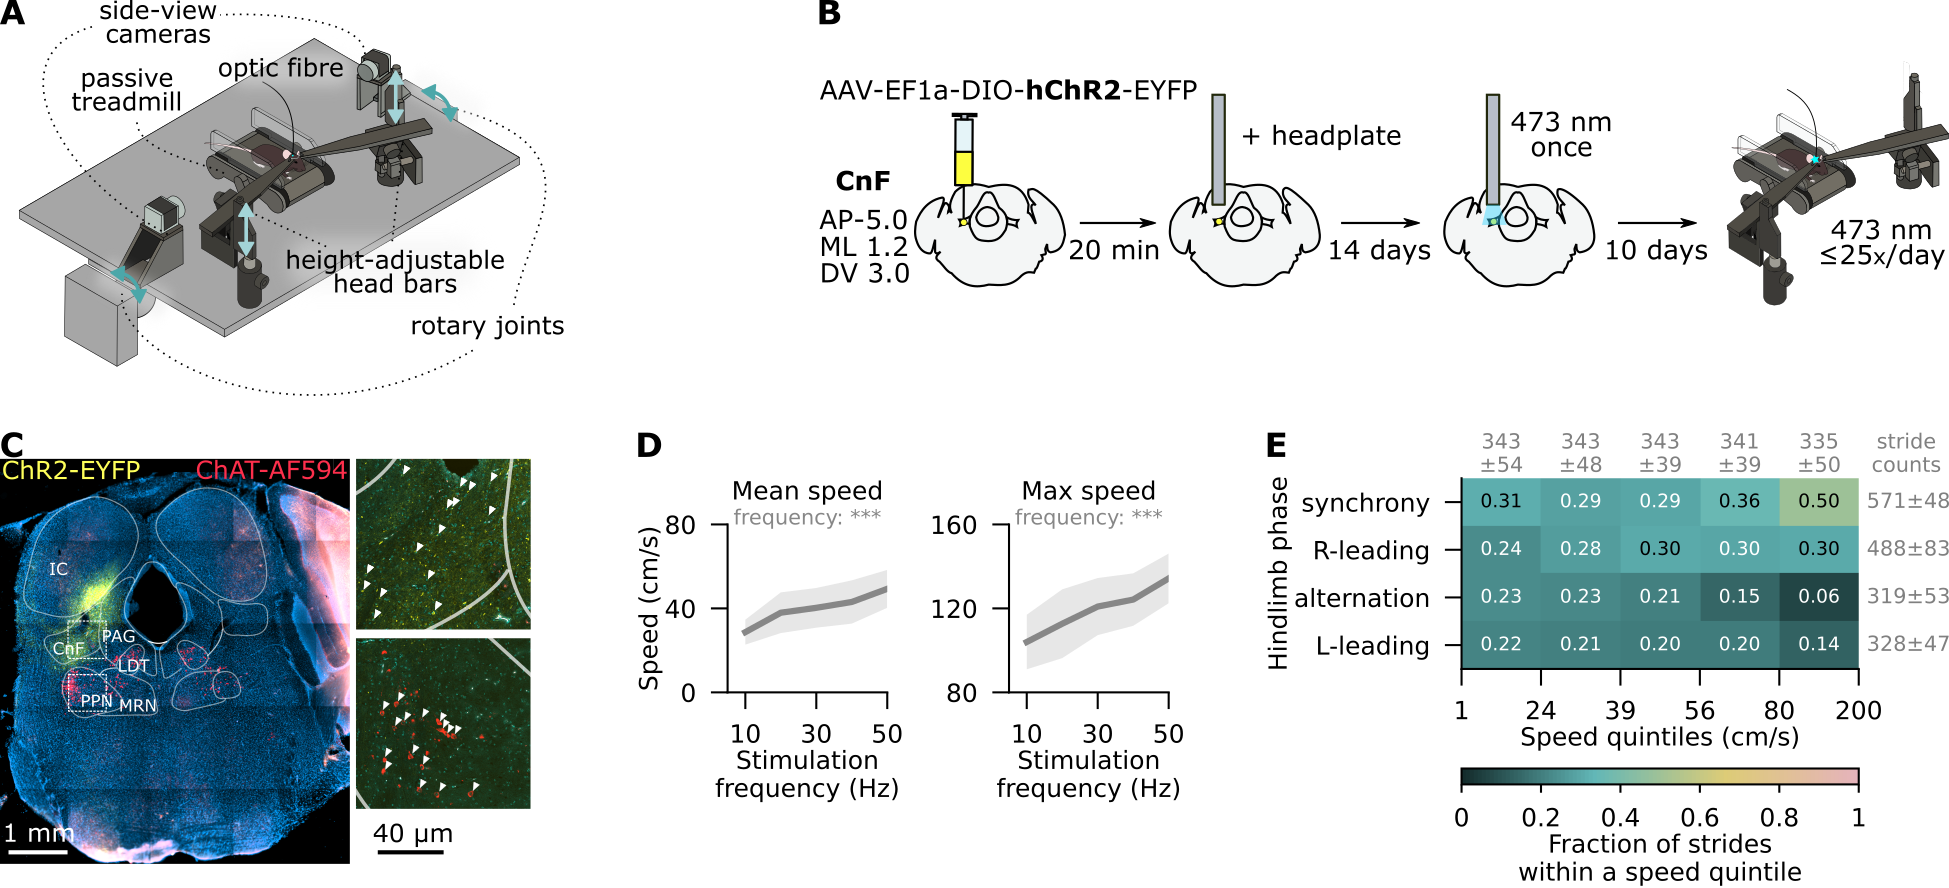 A
side-view
cameras
passive
treadmill
optic fibre
height-adjustable
head bars
rotary joints
B
AAV-EF1a-DIO-hChR2-EYFP
CnF
AP-5.0
ML 1.2
DV 3.0
20 min
+ headplate
14 days
473 nm
once
10 days
473 nm
≤25x/day
C
ChR2-EYFP
ChAT-AF594
IC
PAG
CnF
LDT
PPN
MRN
1 mm
40 µm
D
Mean speed
frequency: ***
Speed (cm/s)
80
40
0
10 30 50
Stimulation
frequency (Hz)
Max speed
frequency: ***
160
120
80
10 30 50
Stimulation
frequency (Hz)
E
343 343 343 341 335 stride
±54 ±48 ±39 ±39 ±50 counts
Hindlimb phase
synchrony 0.31 0.29 0.29 0.36 0.50 571±48
R-leading 0.24 0.28 0.30 0.30 0.30 488±83
alternation 0.23 0.23 0.21 0.15 0.06 319±53
L-leading 0.22 0.21 0.20 0.20 0.14 328±47
1 24 39 56 80 200
Speed quintiles (cm/s)
0 0.2 0.4 0.6 0.8 1
Fraction of strides
within a speed quintile